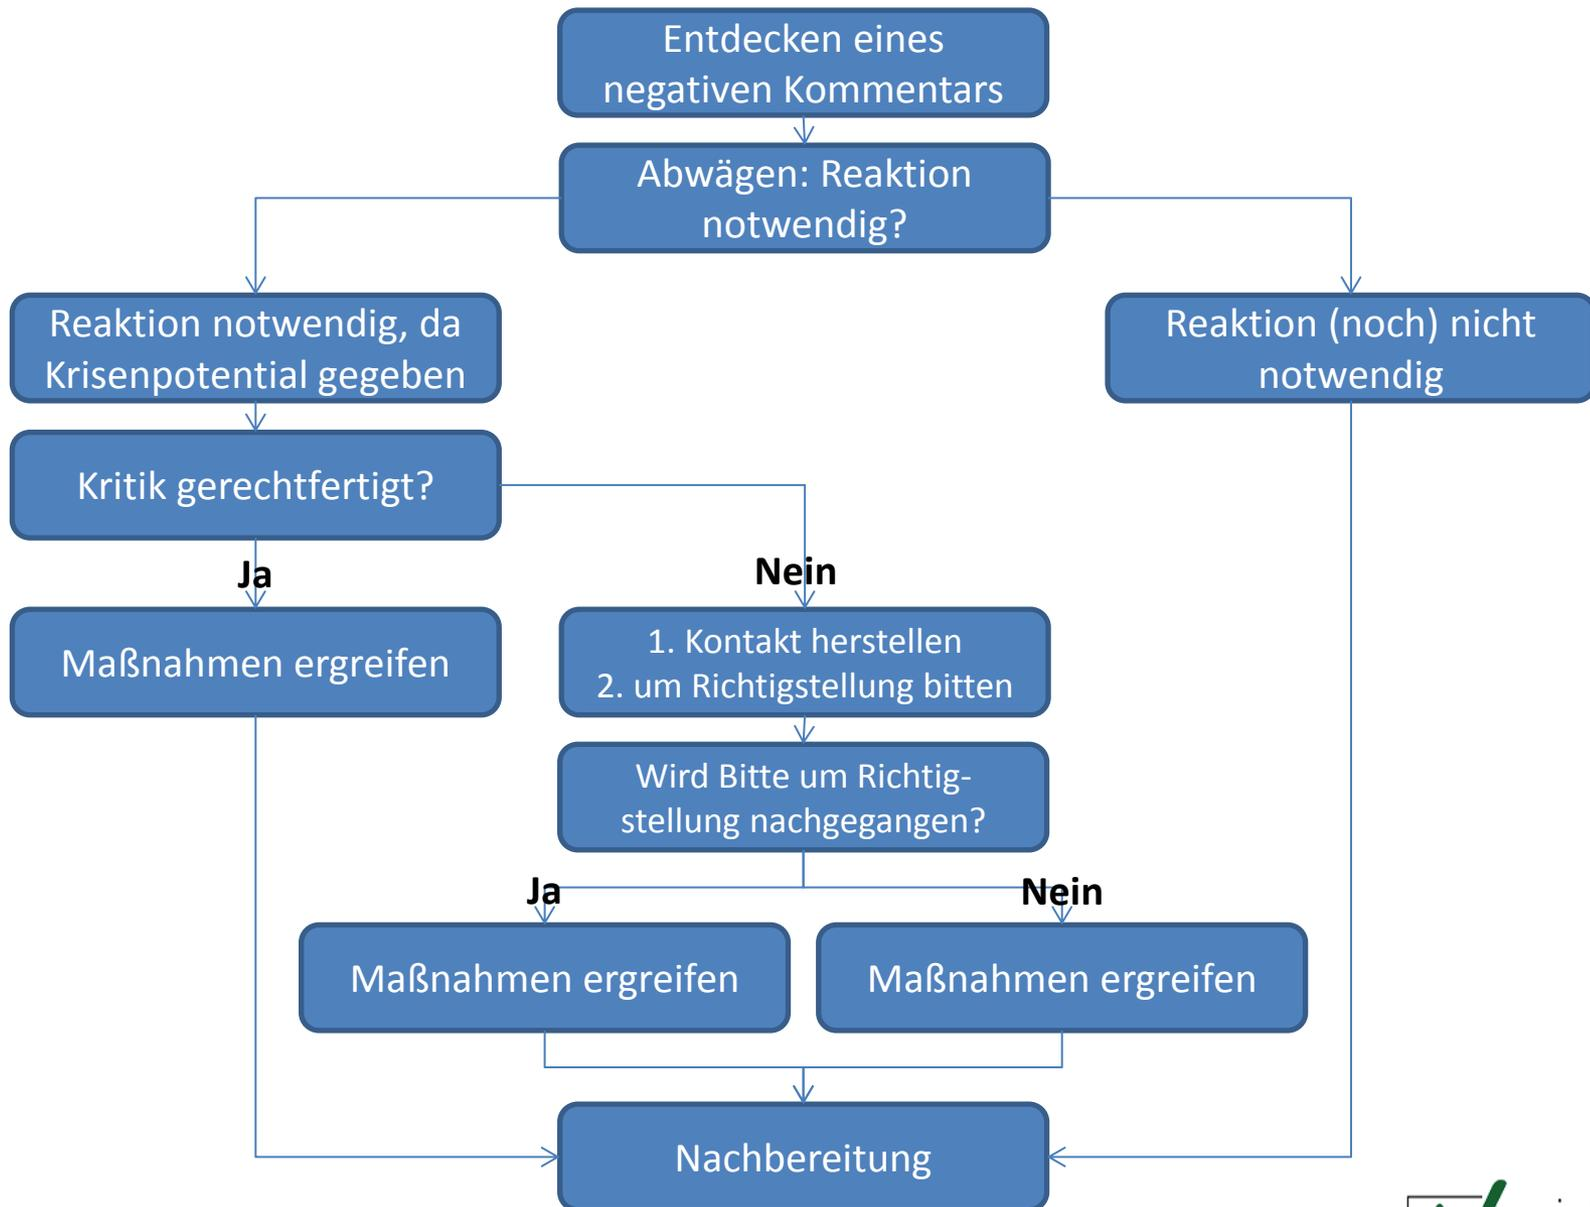 Entdecken eines
negativen Kommentars
Abwägen: Reaktion
notwendig?
Reaktion notwendig, da
Krisenpotential gegeben
Reaktion (noch) nicht
notwendig
Kritik gerechtfertigt?
Ja
Nein
Maßnahmen ergreifen
1. Kontakt herstellen
2. um Richtigstellung bitten
Wird Bitte um Richtig-
stellung nachgegangen?
Ja
Nein
Maßnahmen ergreifen
Maßnahmen ergreifen
Nachbereitung